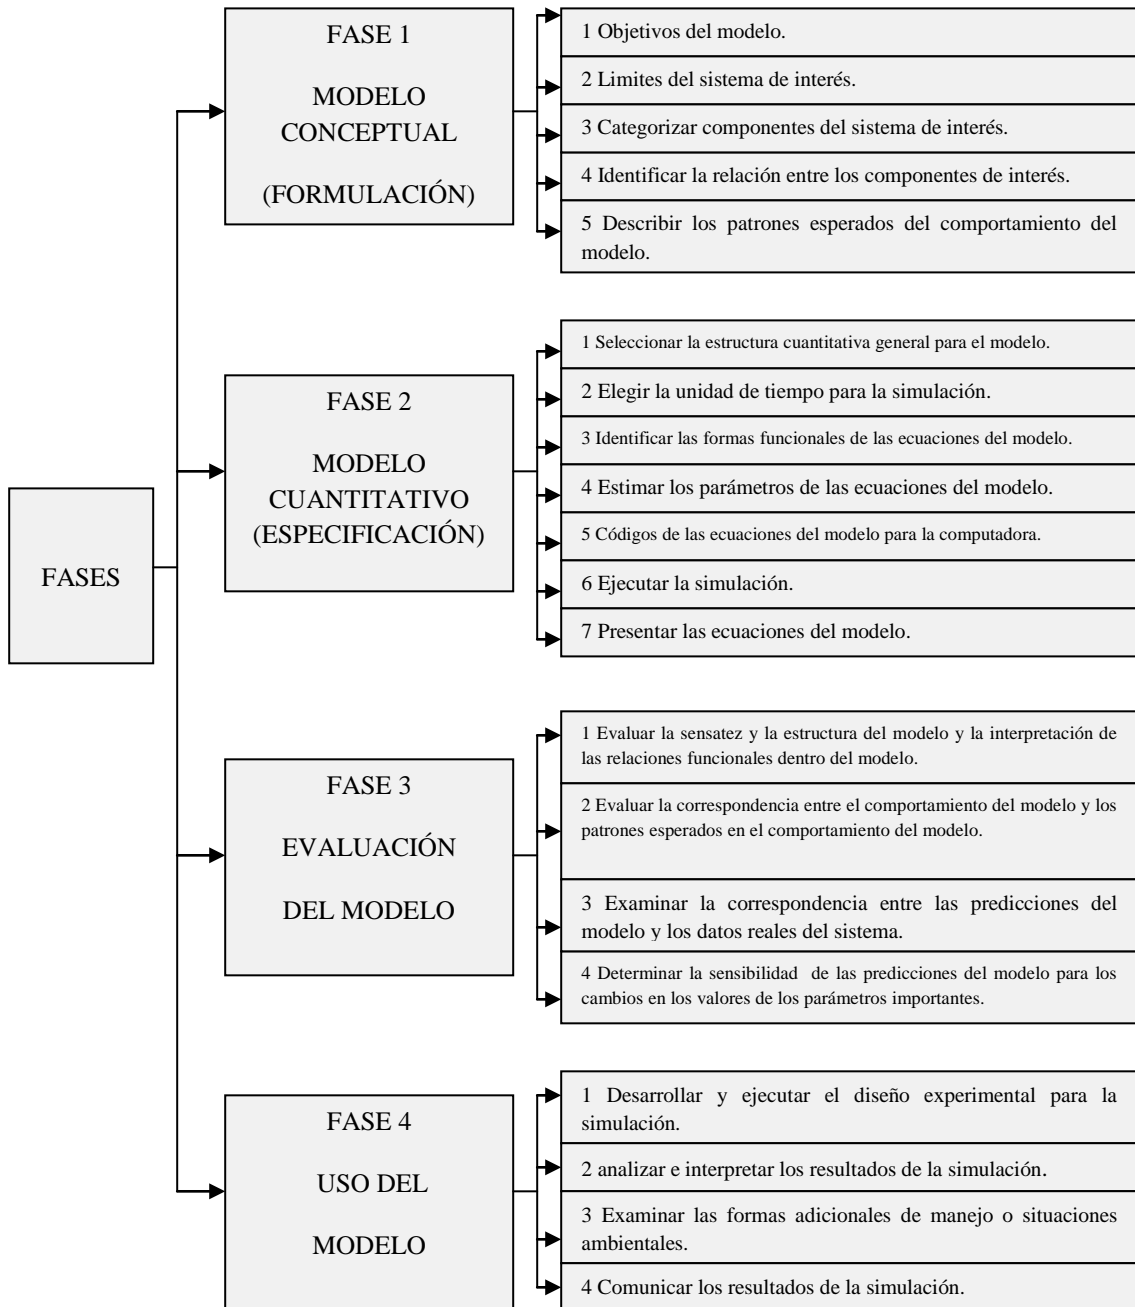 FASES
FASE 1
MODELO
CONCEPTUAL
(FORMULACIÓN)
1 Objetivos del modelo.
2 Limites del sistema de interés.
3 Categorizar componentes del sistema de interés.
4 Identificar la relación entre los componentes de interés.
5 Describir los patrones esperados del comportamiento del
modelo.
FASE 2
MODELO
CUANTITATIVO
(ESPECIFICACIÓN)
1 Seleccionar la estructura cuantitativa general para el modelo.
2 Elegir la unidad de tiempo para la simulación.
3 Identificar las formas funcionales de las ecuaciones del modelo.
4 Estimar los parámetros de las ecuaciones del modelo.
5 Códigos de las ecuaciones del modelo para la computadora.
6 Ejecutar la simulación.
7 Presentar las ecuaciones del modelo.
FASE 3
EVALUACIÓN
DEL MODELO
1 Evaluar la sensatez y la estructura del modelo y la interpretación de
las relaciones funcionales dentro del modelo.
2 Evaluar la correspondencia entre el comportamiento del modelo y los
patrones esperados en el comportamiento del modelo.
3 Examinar la correspondencia entre las predicciones del
modelo y los datos reales del sistema.
4 Determinar la sensibilidad de las predicciones del modelo para los
cambios en los valores de los parámetros importantes.
FASE 4
USO DEL
MODELO
1 Desarrollar y ejecutar el diseño experimental para la
simulación.
2 analizar e interpretar los resultados de la simulación.
3 Examinar las formas adicionales de manejo o situaciones
ambientales.
4 Comunicar los resultados de la simulación.